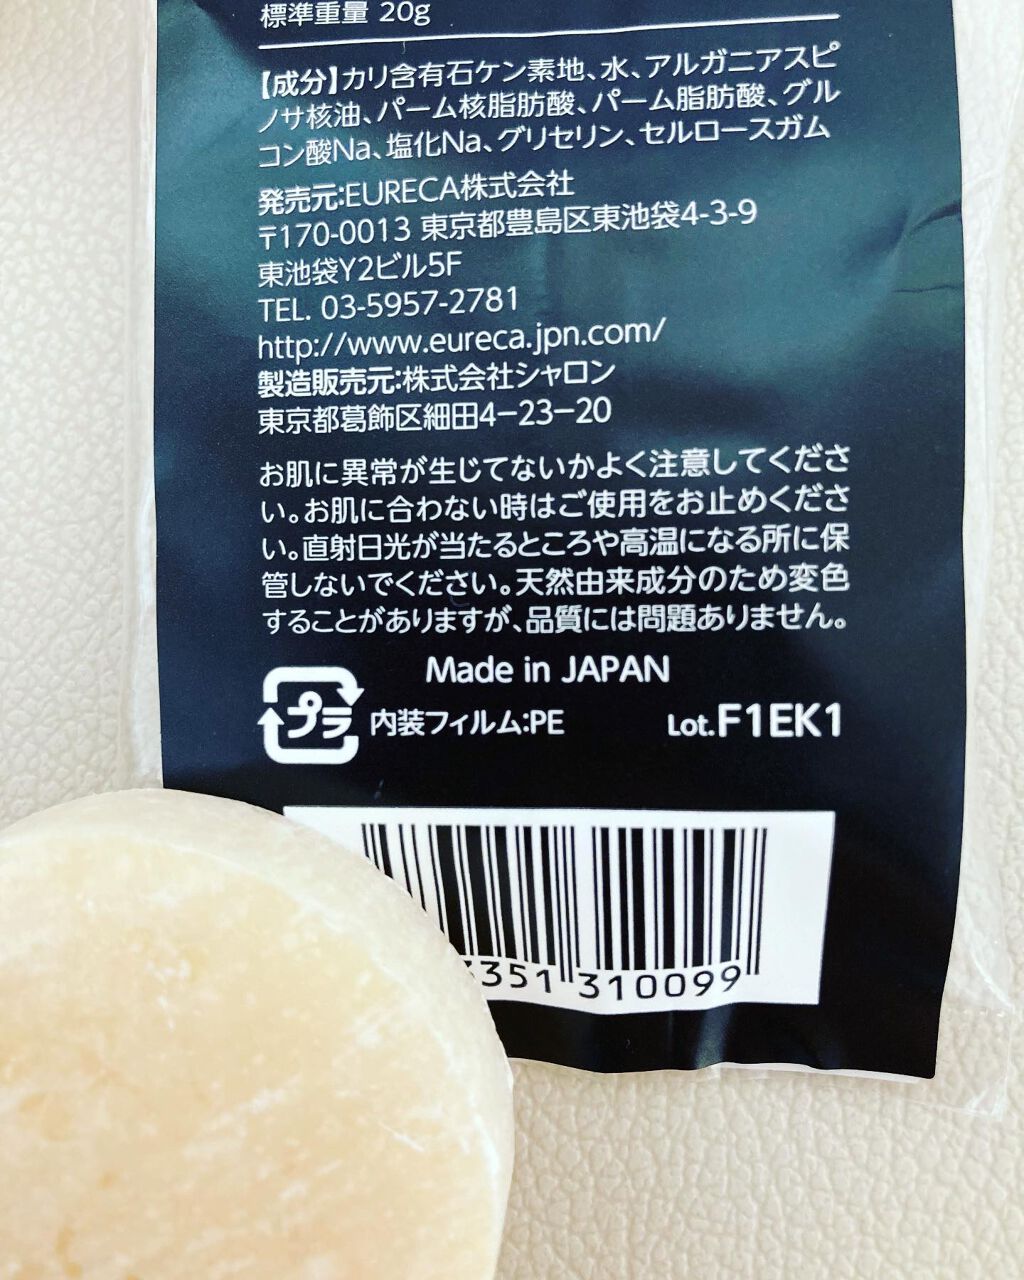 標準重量 20g
【成分】カリ含有石ケン素地、水、アルガニアスピ
ノサ核油、パーム核脂肪酸、パーム脂肪酸、グル
コン酸Na、塩化Na、グリセリン、セルロースガム
発売元:EURECA株式会社
〒170-0013 東京都豊島区東池袋4-3-9
東池袋Y2ビル5F
TEL. 03-5957-2781
http://www.eureca.jpn.com/
製造販売元:株式会社シャロン
東京都葛飾区細田4−23−20
お肌に異常が生じてないかよく注意してくださ
い。お肌に合わない時はご使用をお止めくださ
い。直射日光が当たるところや高温になる所に保
管しないでください。天然由来成分のため変色
することがありますが、品質には問題ありません。
Made in JAPAN
プラ 内装フィルム:PE Lot.F1EK1
351 310099